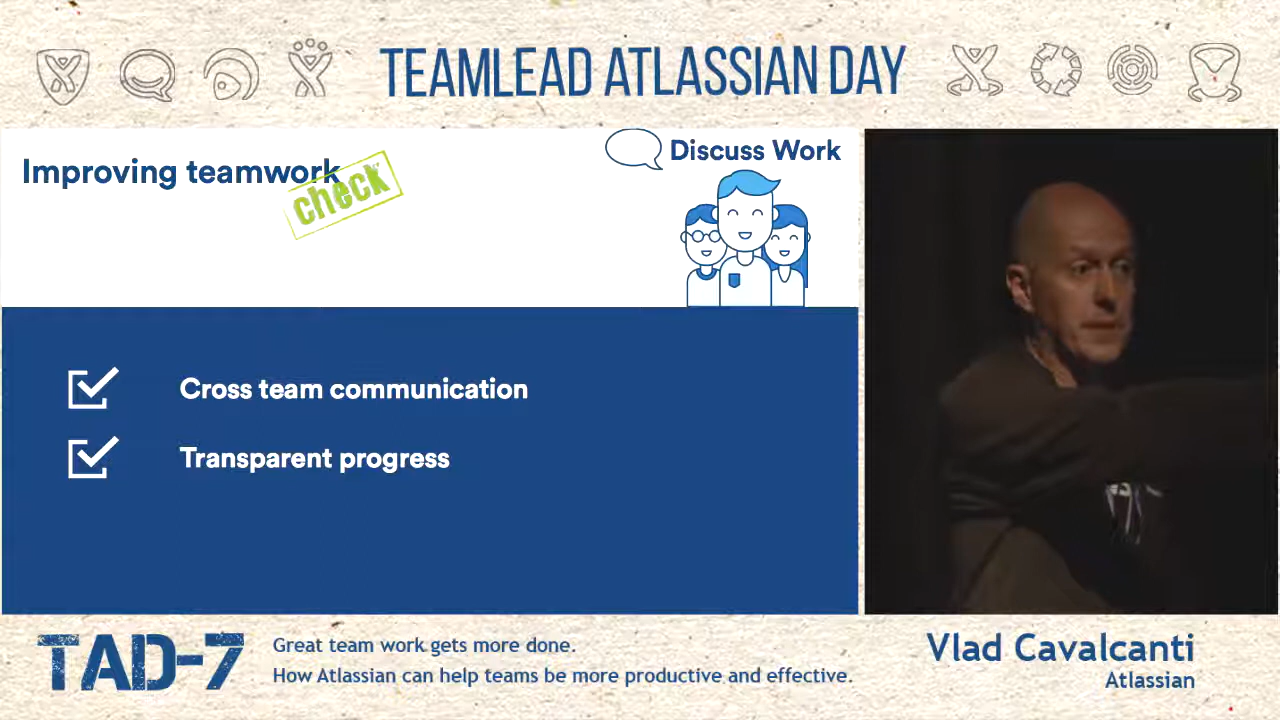 TEAMLEAD ATLASSIAN DAY
Improving teamwork
check
Discuss Work
Cross team communication
Transparent progress
TAD-7
Great team work gets more done.
How Atlassian can help teams be more productive and effective.
Vlad Cavalcanti
Atlassian